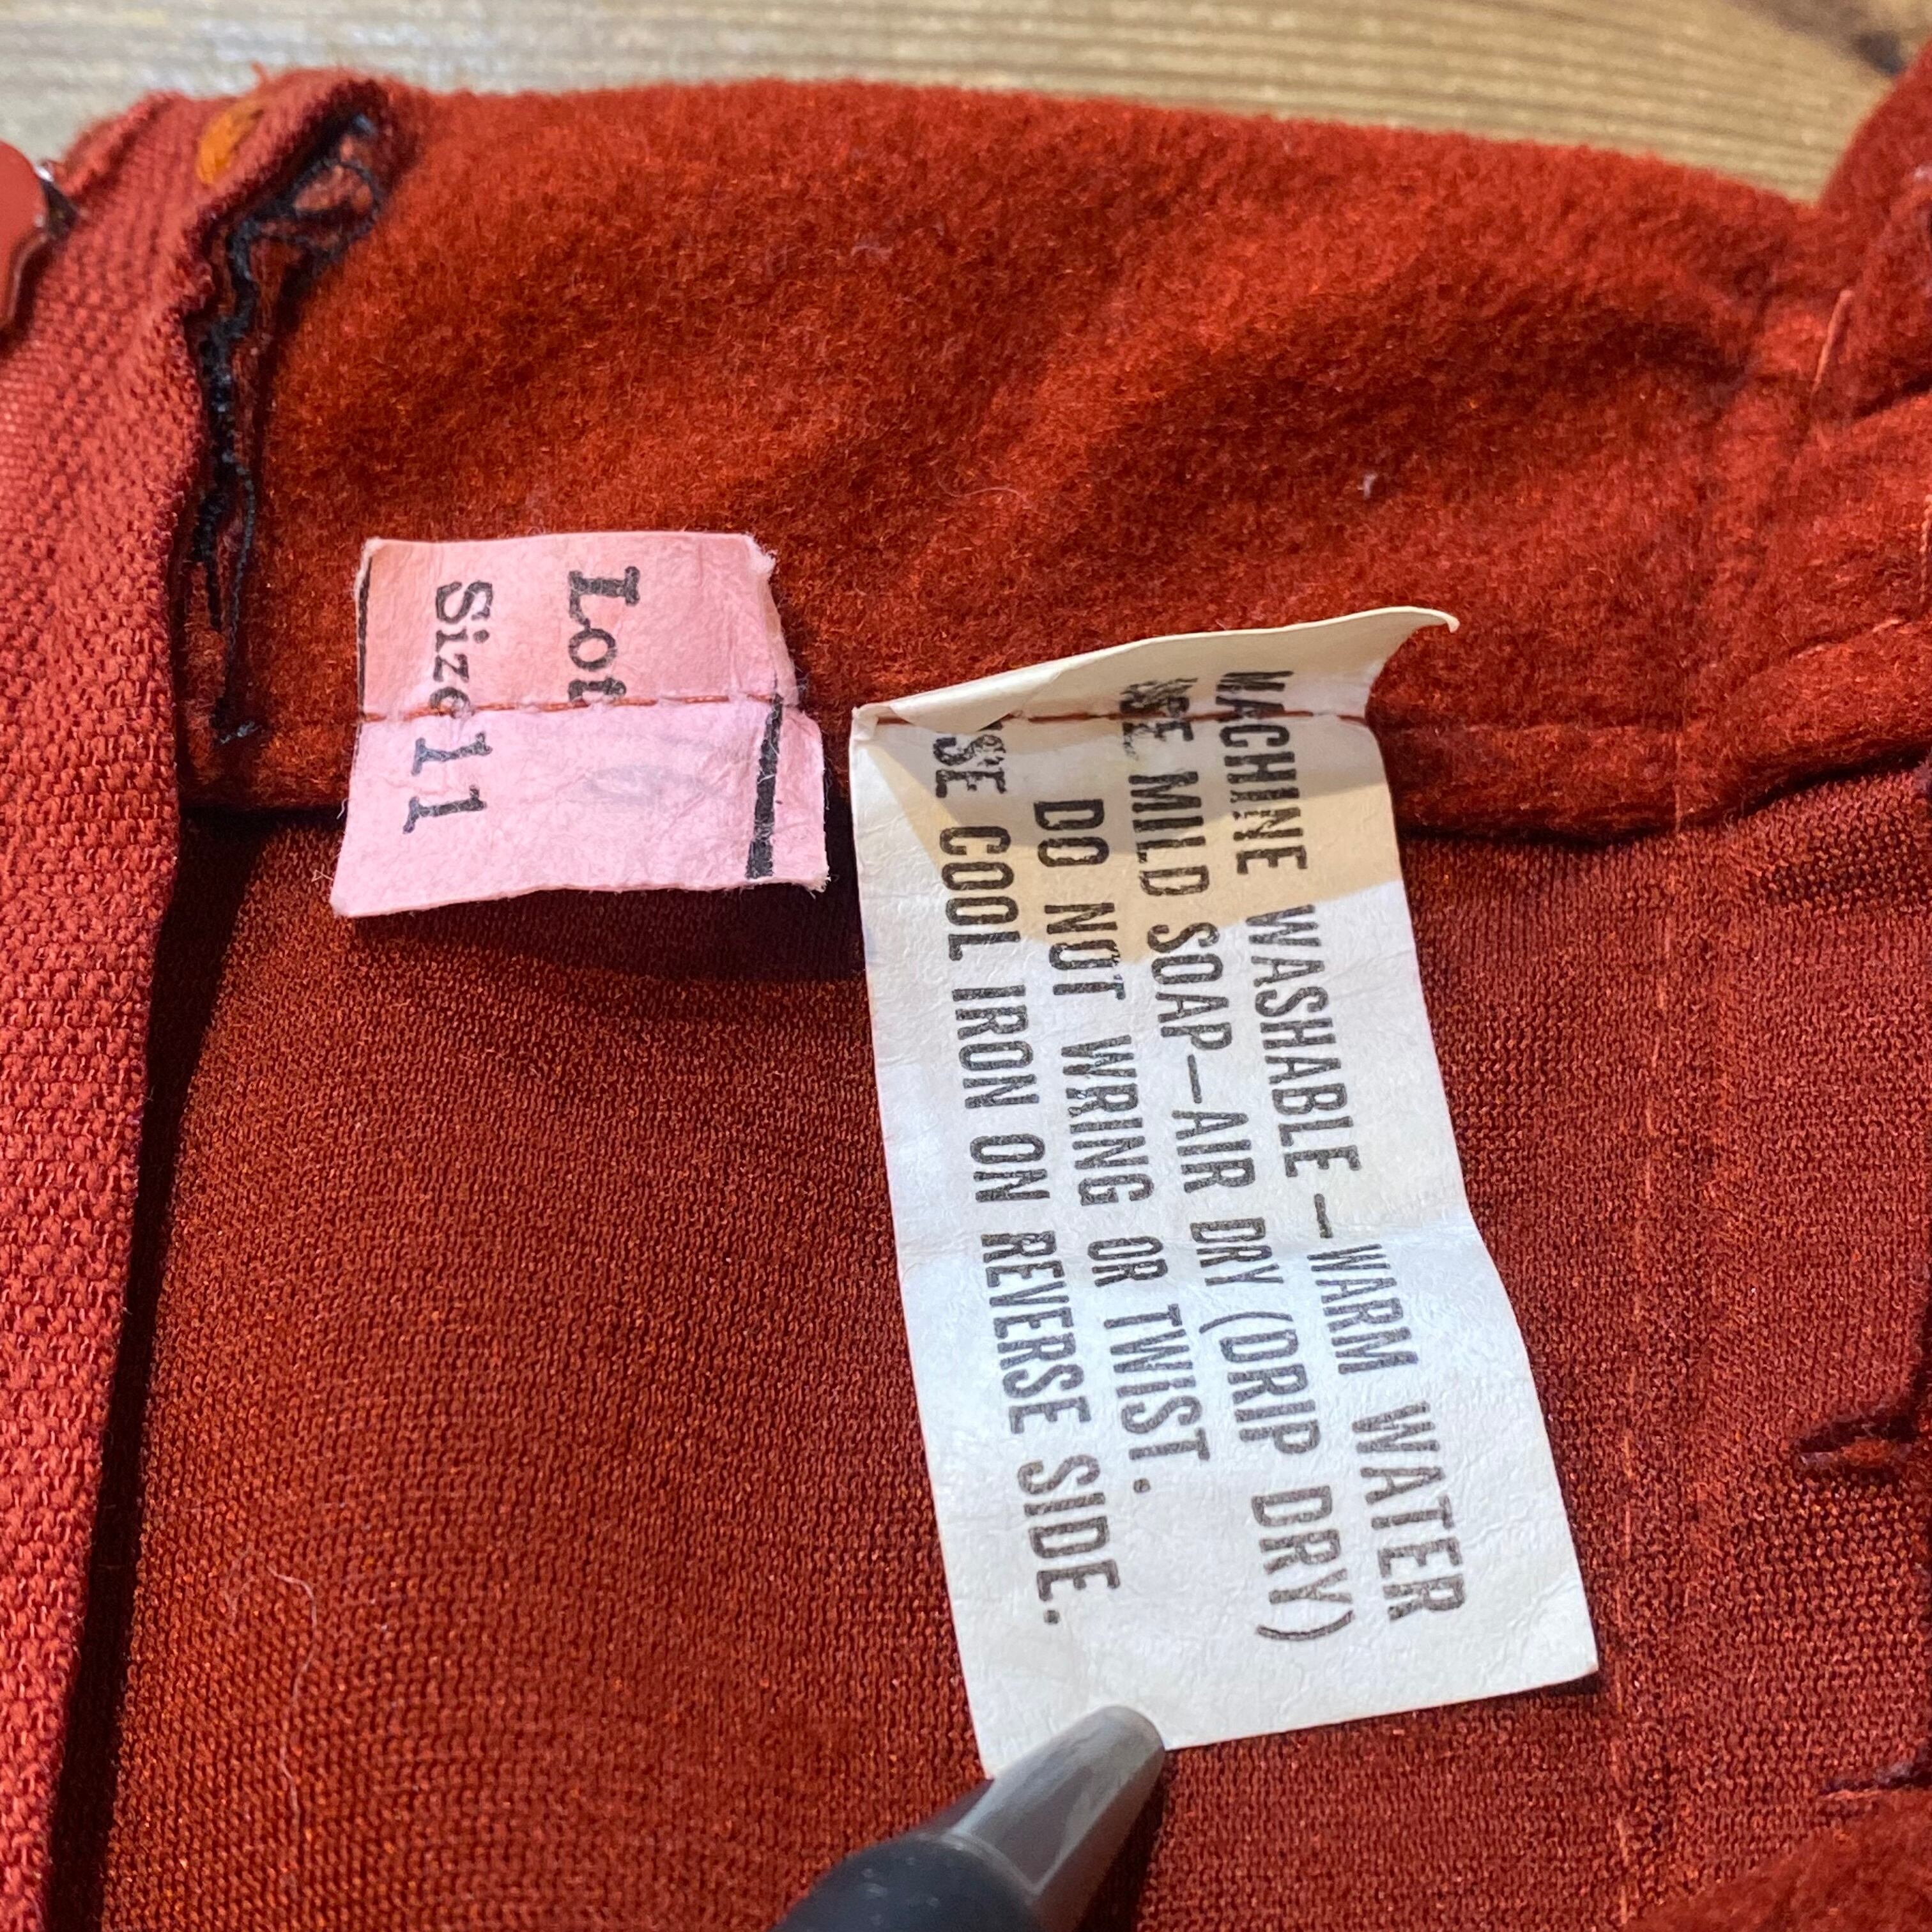 Lot
Size 11
MACHINE WASHABLE – WARM WATER
USE MILD SOAP–AIR DRY (DRIP DRY)
DO NOT WRING OR TWIST.
USE COOL IRON ON REVERSE SIDE.